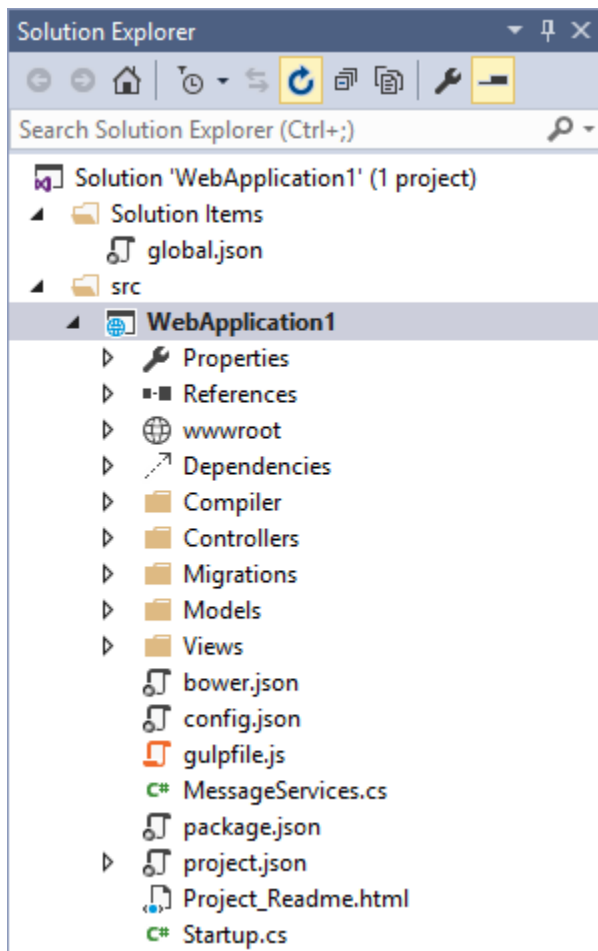 Solution Explorer
Search Solution Explorer (Ctrl+;)
Solution 'WebApplication1' (1 project)
Solution Items
global.json
src
WebApplication1
Properties
References
wwwroot
Dependencies
Compiler
Controllers
Migrations
Models
Views
bower.json
config.json
gulpfile.js
C# MessageServices.cs
package.json
project.json
Project_Readme.html
C# Startup.cs